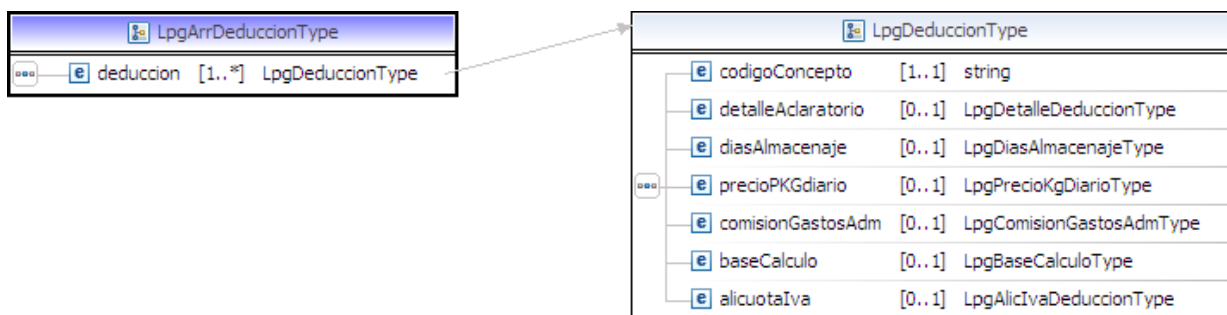 LpgArrDeduccionType
deduccion [1..*] LpgDeduccionType
LpgDeduccionType
codigoConcepto [1..1] string
detalleAclaratorio [0..1] LpgDetalleDeduccionType
diasAlmacenaje [0..1] LpgDiasAlmacenajeType
precioPKGdiario [0..1] LpgPrecioKgDiarioType
comisionGastosAdm [0..1] LpgComisionGastosAdmType
baseCalculo [0..1] LpgBaseCalculoType
alicuotaIva [0..1] LpgAlicIvaDeduccionType